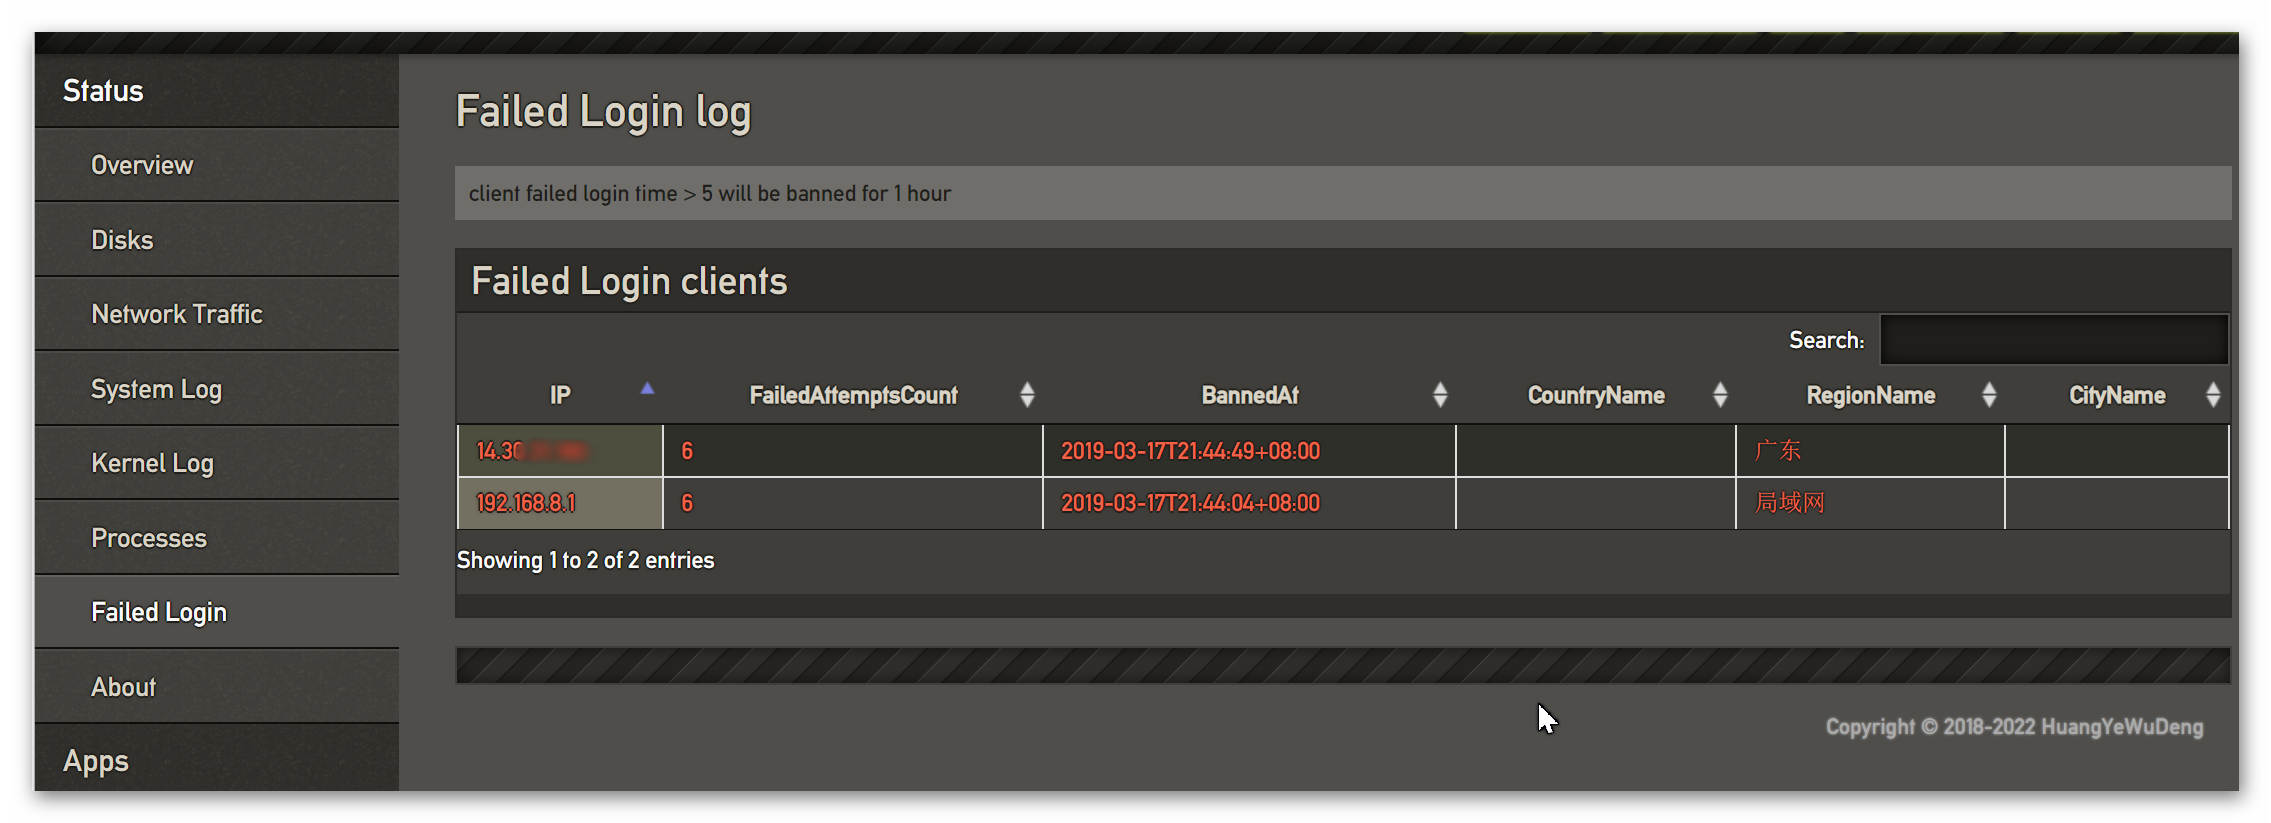 Status
Overview
Disks
Network Traffic
System Log
Kernel Log
Processes
Failed Login
About
Apps
Failed Login log
client failed login time > 5 will be banned for 1 hour
Failed Login clients
Search:
IP FailedAttemptsCount BannedAt CountryName RegionName CityName
14.30 6 2019-03-17T21:44:49+08:00 广东
192.168.8.1 6 2019-03-17T21:44:04+08:00 局域网
Showing 1 to 2 of 2 entries
Copyright © 2018-2022 HuangYeWuDeng